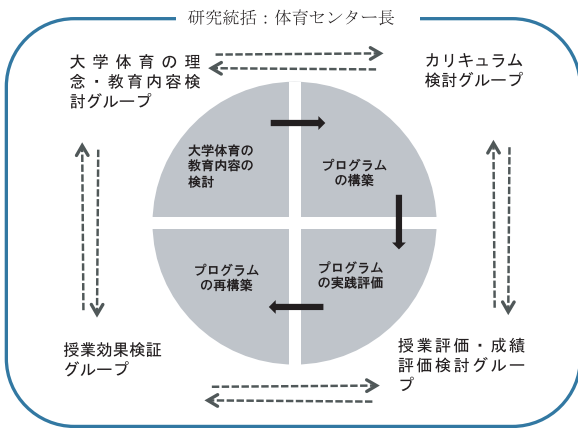 研究統括：体育センター長
大学体育の理
念・教育内容検
討グループ
カリキュラム
検討グループ
大学体育の
教育内容の
検討
プログラム
の構築
プログラム
の再構築
プログラム
の実践評価
授業効果検証
グループ
授業評価・成績
評価検討グルー
プ